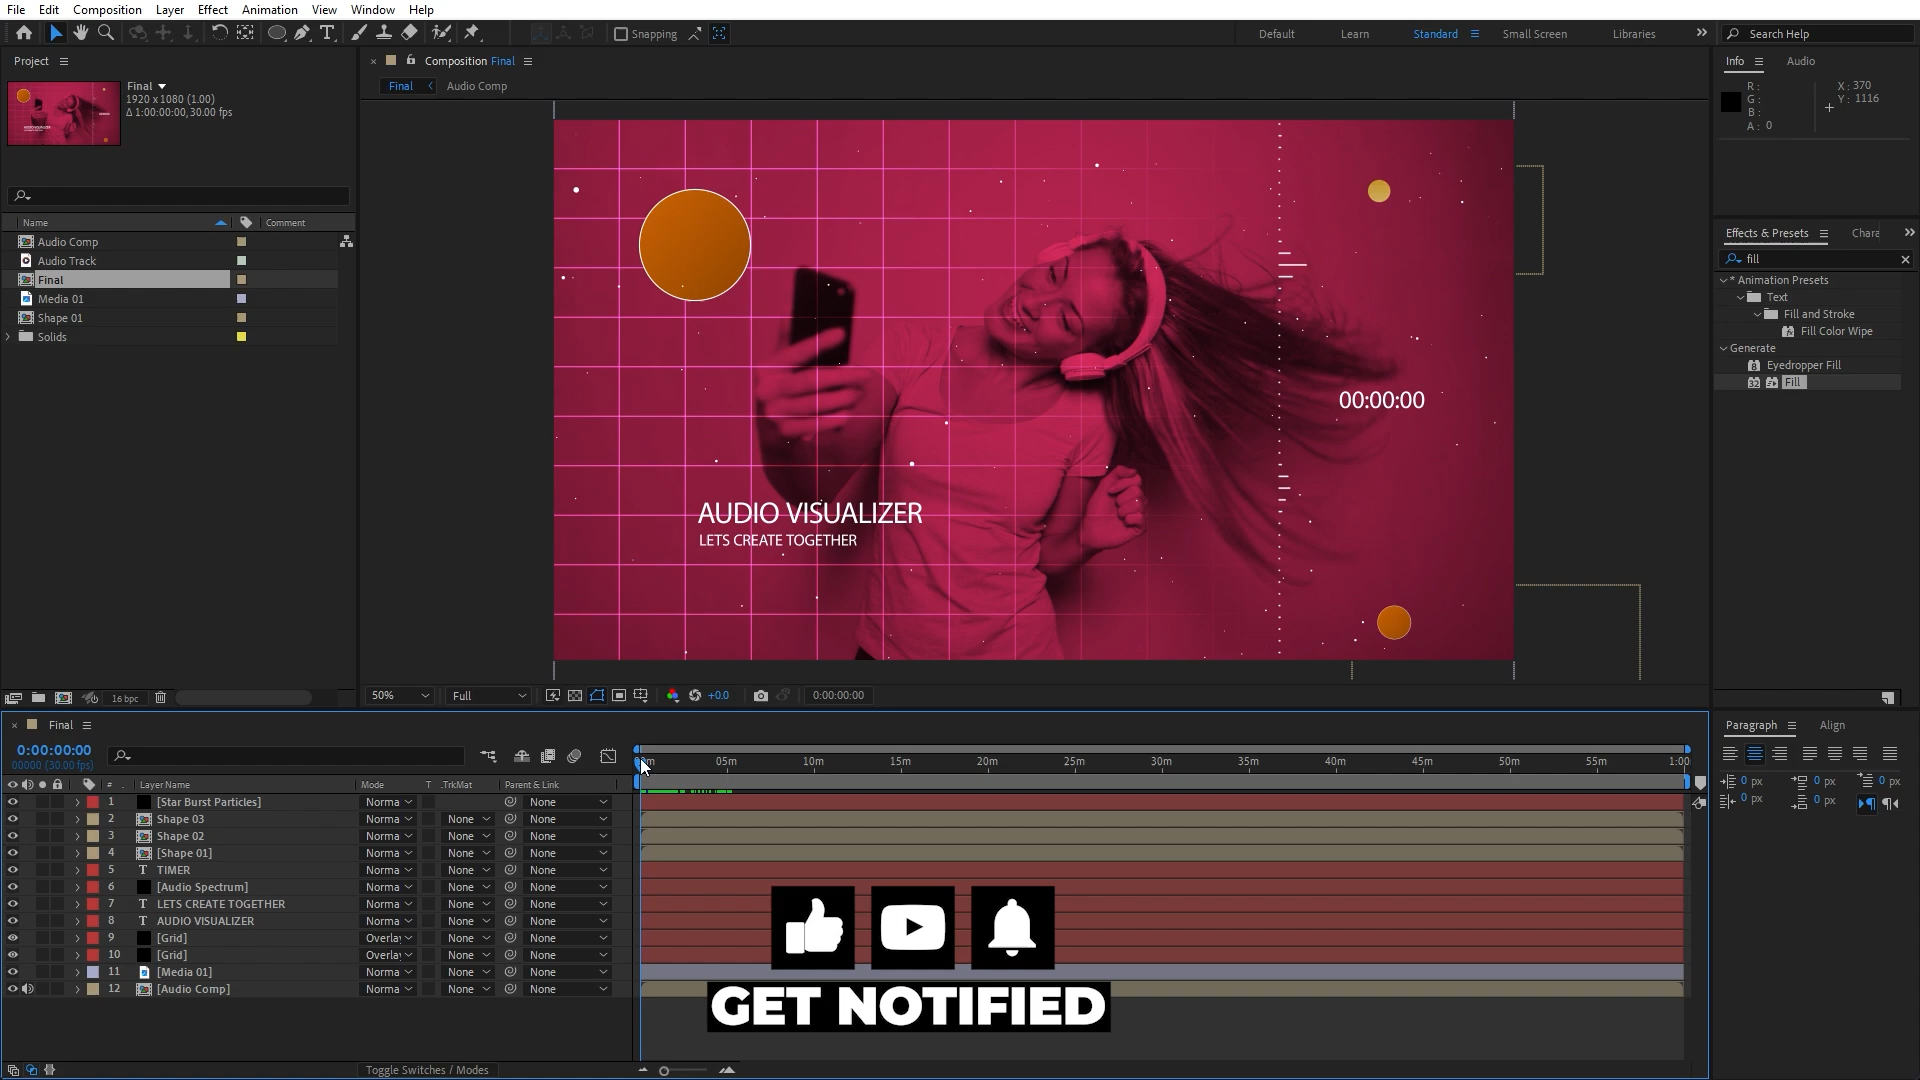 File Edit Composition Layer Effect Animation View Window Help
Snapping
Default Learn Standard Small Screen Libraries
Search Help
Project
Final
1920 x 1080 (1.00)
Δ 1:00:00:00, 30.00 fps
Name Comment
Audio Comp
Audio Track
Final
Media 01
Shape 01
Solids
16 bpc
Composition Final
Final Audio Comp
AUDIO VISUALIZER
LETS CREATE TOGETHER
00:00:00
50% Full +0.0 0:00:00:00
Info Audio
R :
G :
B :
A : 0
X : 370
Y : 1116
Effects & Presets Chara
fill
* Animation Presets
Text
Fill and Stroke
Fill Color Wipe
Generate
Eyedropper Fill
32 Fill
Final
0:00:00:00
00000 (30.00 fps)
05m 10m 15m 20m 25m 30m 35m 40m 45m 50m 55m 1:00
# Layer Name Mode T .TrkMat Parent & Link
1 [Star Burst Particles] Norma None
2 Shape 03 Norma None None
3 Shape 02 Norma None None
4 [Shape 01] Norma None None
5 TIMER Norma None None
6 [Audio Spectrum] Norma None None
7 LETS CREATE TOGETHER Norma None None
8 AUDIO VISUALIZER Norma None None
9 [Grid] Overlay None None
10 [Grid] Overlay None None
11 [Media 01] Norma None None
12 [Audio Comp] Norma None None
GET NOTIFIED
Toggle Switches / Modes
Paragraph Align
0 px 0 px 0 px
0 px 0 px